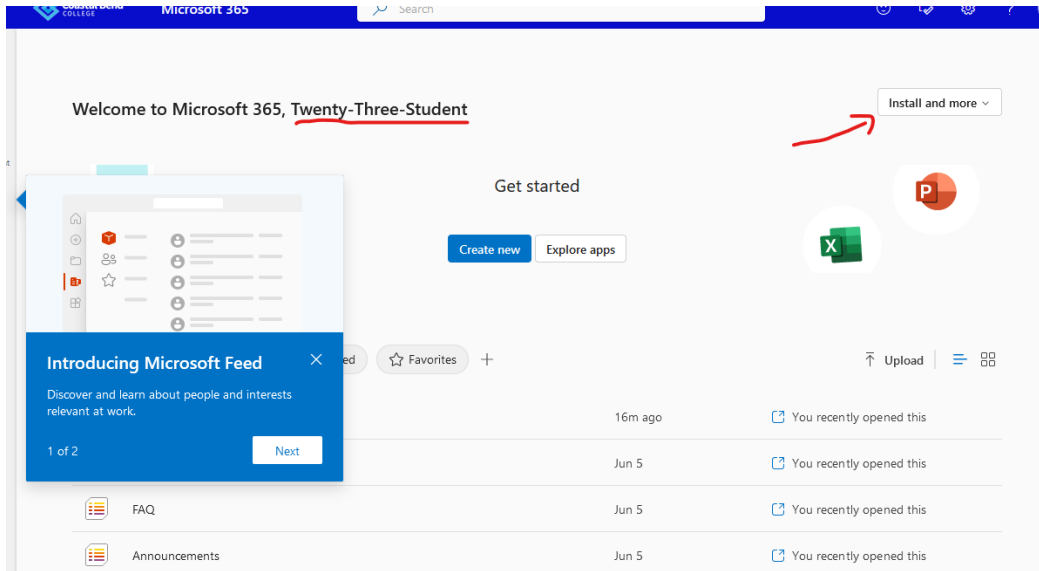 Coastal Bend
COLLEGE
Microsoft 365
Search
Welcome to Microsoft 365, Twenty-Three-Student
Install and more
Get started
Create new
Explore apps
Introducing Microsoft Feed
Discover and learn about people and interests
relevant at work.
1 of 2
Next
ed
Favorites
Upload
16m ago
You recently opened this
Jun 5
You recently opened this
FAQ
Jun 5
You recently opened this
Announcements
Jun 5
You recently opened this